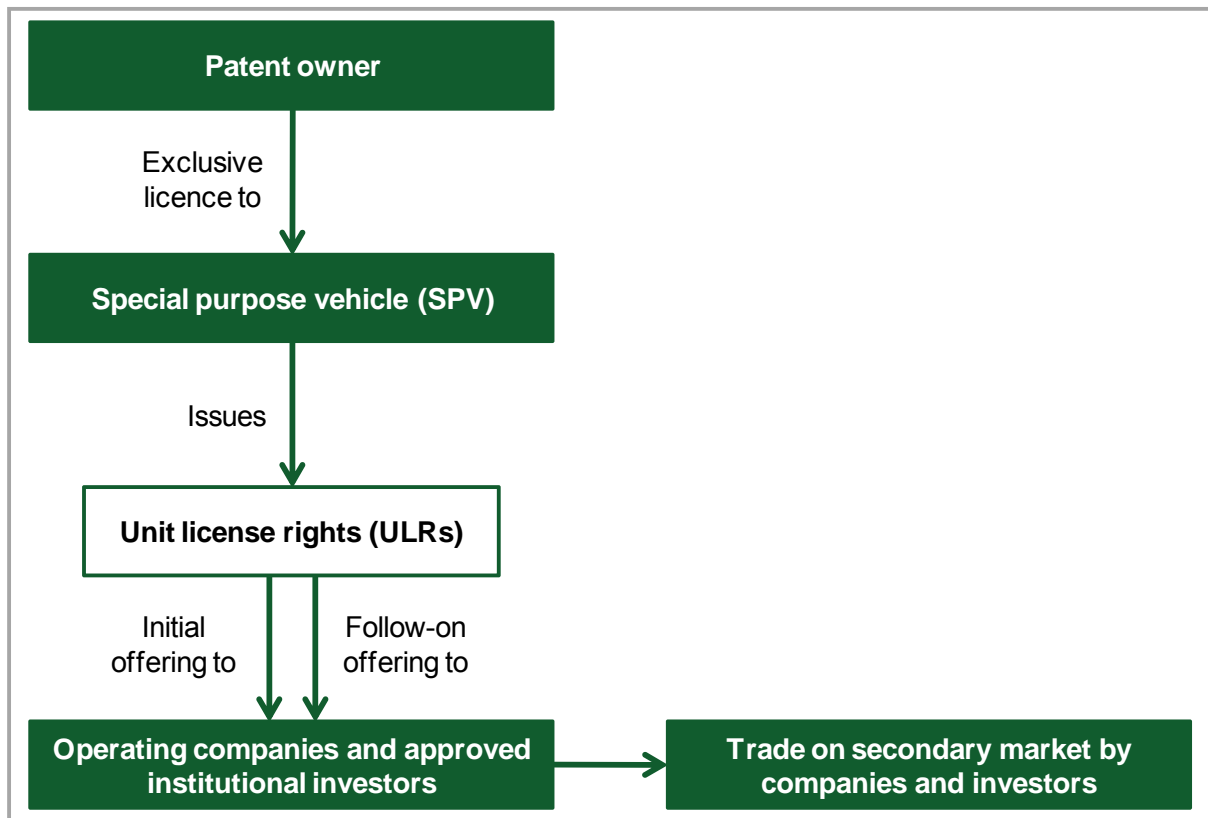 Patent owner
Exclusive
licence to
Special purpose vehicle (SPV)
Issues
Unit license rights (ULRs)
Initial
offering to
Follow-on
offering to
Operating companies and approved
institutional investors
Trade on secondary market by
companies and investors